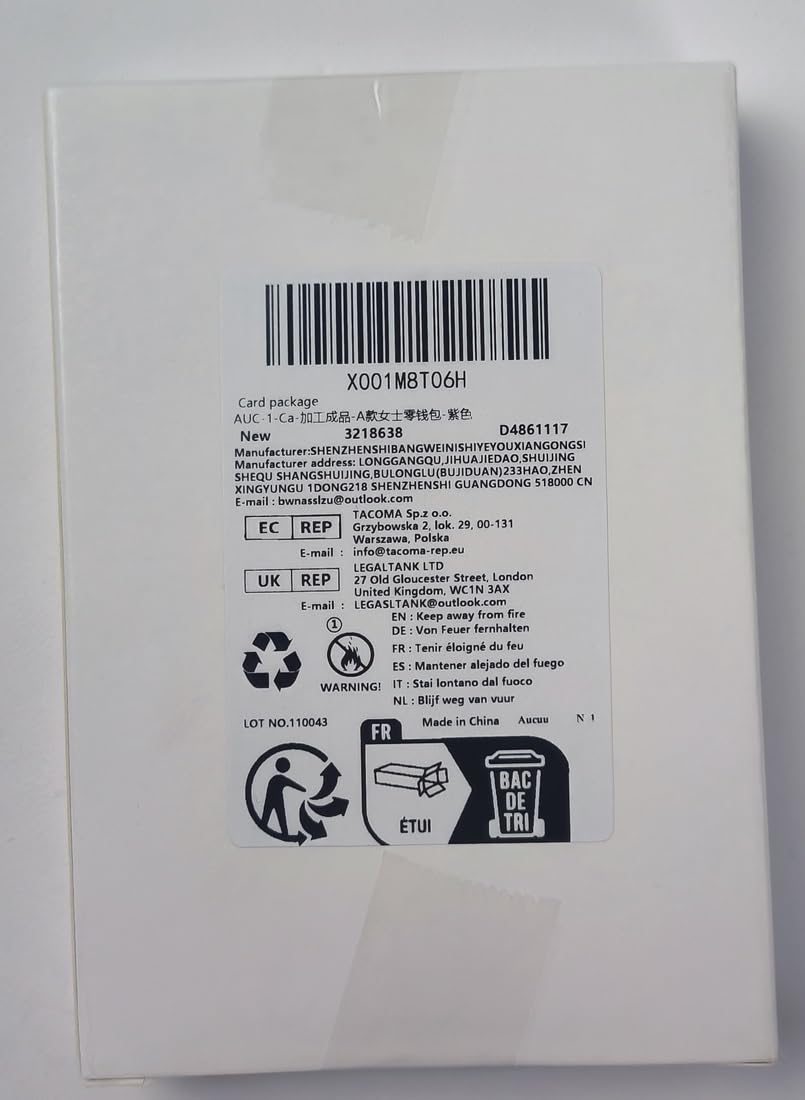 X001M8T06H
Card package
AUC-1-Ca-加工成品-A款女士零钱包-紫色
New 3218638 D4861117
Manufacturer:SHENZHENSHIBANGWEINISHIYEYOUXIANGONGSI
Manufacturer address: LONGGANGQU,JIHUAJIEDAO,SHUIJING
SHEQU SHANGSHUIJING,BULONGLU(BUJIDUAN)233HAO,ZHEN
XINGYUNGU 1DONG218 SHENZHENSHI GUANGDONG 518000 CN
E-mail : bwnasslzu@outlook.com
EC REP
TACOMA Sp.z o.o.
Grzybowska 2, lok. 29, 00-131
Warszawa, Polska
E-mail : info@tacoma-rep.eu
UK REP
LEGALTANK LTD
27 Old Gloucester Street, London
United Kingdom, WC1N 3AX
E-mail : LEGASLTANK@outlook.com
①
WARNING!
EN : Keep away from fire
DE : Von Feuer fernhalten
FR : Tenir éloigné du feu
ES : Mantener alejado del fuego
IT : Stai lontano dal fuoco
NL : Blijf weg van vuur
LOT NO.110043 Made in China Aucuu N 1
FR
ÉTUI
BAC
DE
TRI